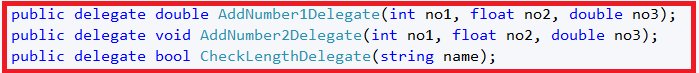 public delegate double AddNumber1Delegate(int no1, float no2, double no3);
public delegate void AddNumber2Delegate(int no1, float no2, double no3);
public delegate bool CheckLengthDelegate(string name);